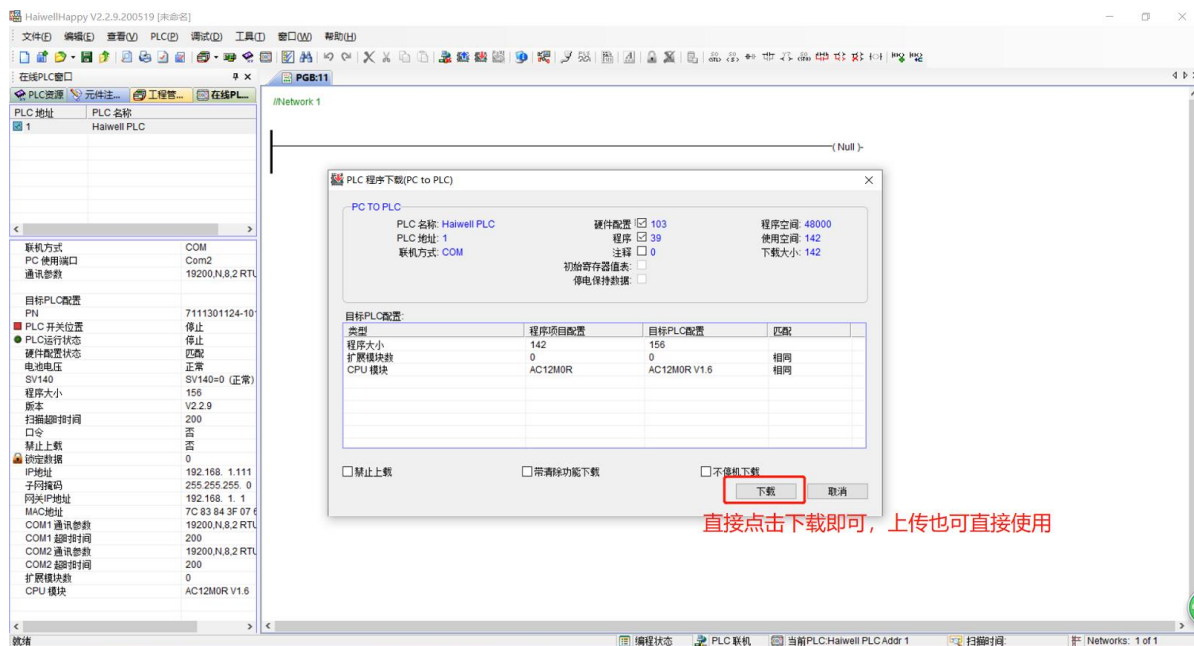 HaiwellHappy V2.2.9.200519 [未命名]
文件(F) 编辑(E) 查看(V) PLC(P) 调试(D) 工具(T) 窗口(W) 帮助(H)
在线PLC窗口
PGB:11
PLC资源 元件注... 工程管... 在线PL...
PLC 地址 PLC 名称
1 Haiwell PLC
//Network 1
( Null )-
联机方式 COM
PC 使用端口 Com2
通讯参数 19200,N,8,2 RTU
目标PLC配置
PN 7111301124-10
PLC 开关位置 停止
PLC运行状态 停止
硬件配置状态 匹配
电池电压 正常
SV140 SV140=0 (正常)
程序大小 156
版本 V2.2.9
扫描超时时间 200
口令 否
禁止上载 否
锁定数据 0
IP地址 192.168. 1.111
子网掩码 255.255.255. 0
网关IP地址 192.168. 1. 1
MAC地址 7C 83 84 3F 07
COM1 通讯参数 19200,N,8,2 RTU
COM1 超时时间 200
COM2 通讯参数 19200,N,8,2 RTU
COM2 超时时间 200
扩展模块数 0
CPU 模块 AC12M0R V1.6
PLC 程序下载(PC to PLC)
PC TO PLC
PLC 名称: Haiwell PLC 硬件配置 103 程序空间: 48000
PLC 地址: 1 程序 39 使用空间: 142
联机方式: COM 注释 0 下载大小: 142
初始寄存器值表:
停电保持数据:
目标PLC配置:
类型 程序项目配置 目标PLC配置 匹配
程序大小 142 156
扩展模块数 0 0 相同
CPU 模块 AC12M0R AC12M0R V1.6 相同
禁止上载 带清除功能下载 不停机下载
下载 取消
直接点击下载即可，上传也可直接使用
就绪 编程状态 PLC 联机 当前PLC:Haiwell PLC Addr 1 扫描时间: Networks: 1 of 1